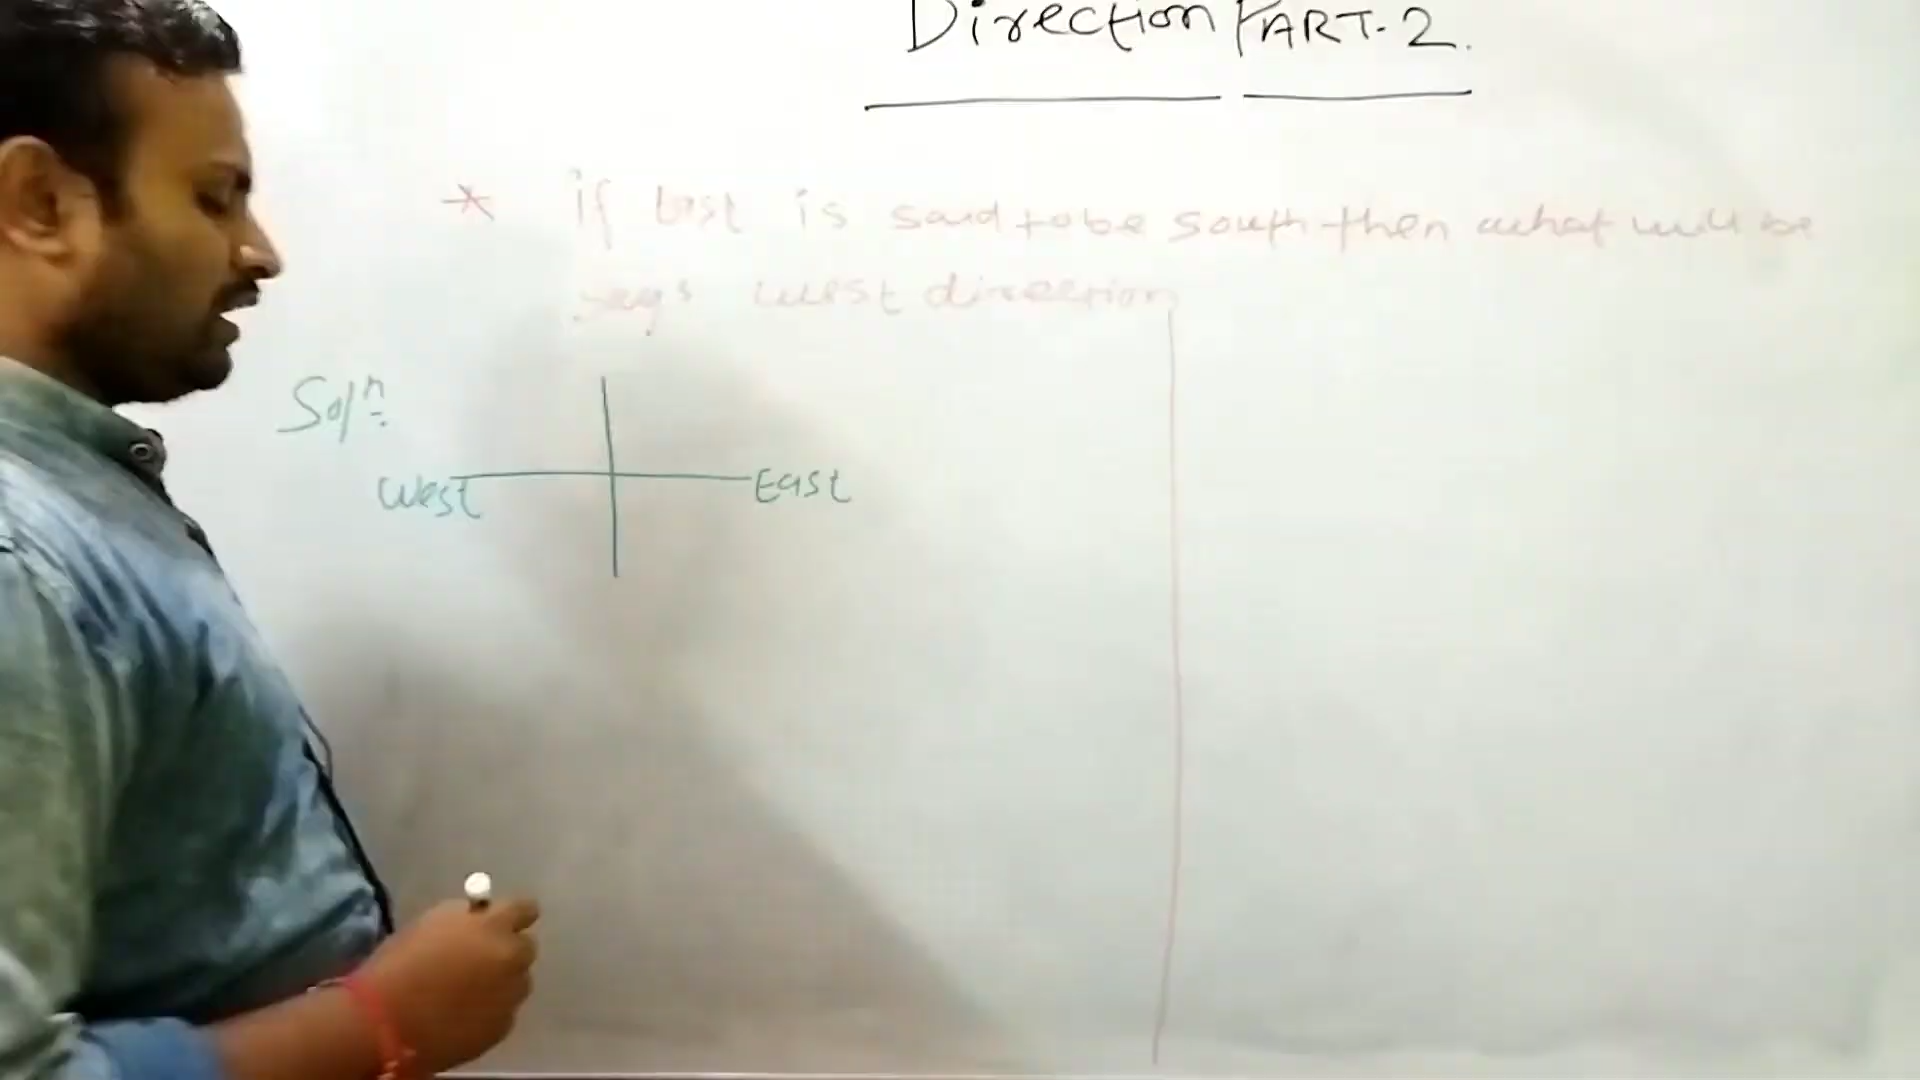 Direction PART-2.
* if East is said to be south then what will be
says west direction
Solⁿ:
West East